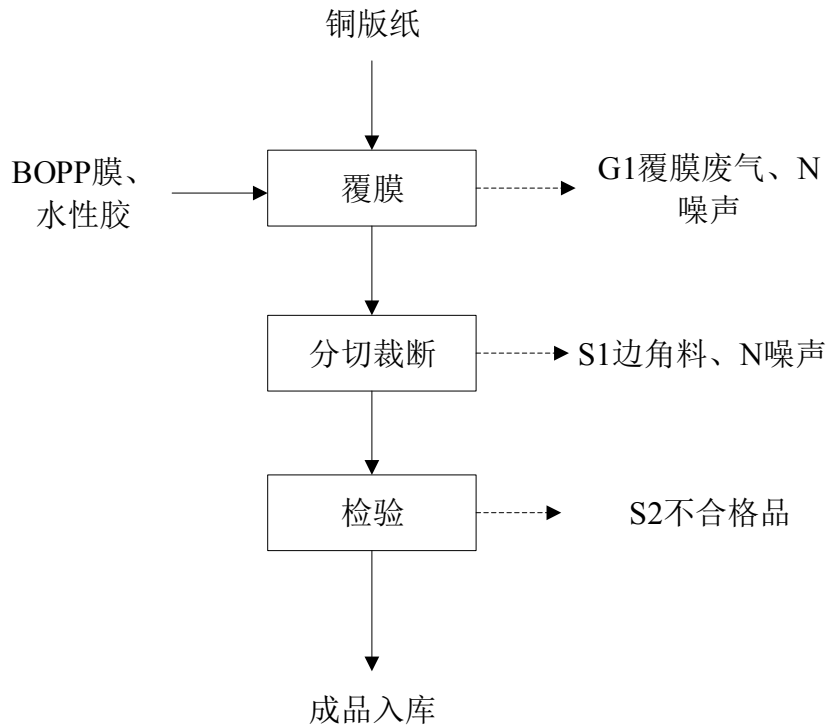 铜版纸
BOPP膜、
水性胶
覆膜
G1覆膜废气、N
噪声
分切裁断
S1边角料、N噪声
检验
S2不合格品
成品入库